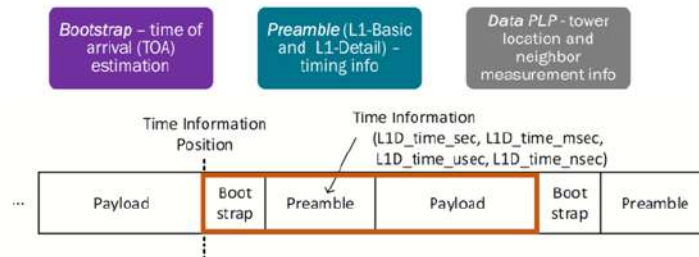 Bootstrap – time of
arrival (TOA)
estimation
Preamble (L1-Basic
and L1-Detail) –
timing info
Data PLP - tower
location and
neighbor
measurement info
Time Information
Position
Time Information
(L1D_time_sec, L1D_time_msec,
L1D_time_usec, L1D_time_nsec)
...
Payload
Boot
strap
Preamble
Payload
Boot
strap
Preamble